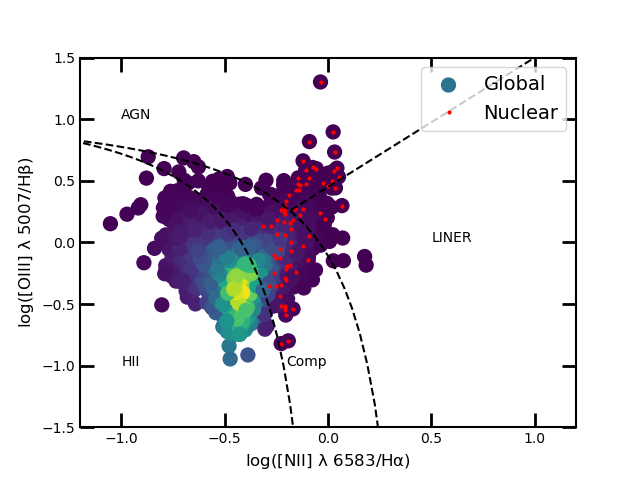 1.5
Global
AGN
1.0
Nuclear
0.5
log([OIII] λ 5007/Hβ)
0.0
LINER
−0.5
HII
−1.0
Comp
−1.5
−1.0
−0.5
0.0
0.5
1.0
log([NII] λ 6583/Hα)